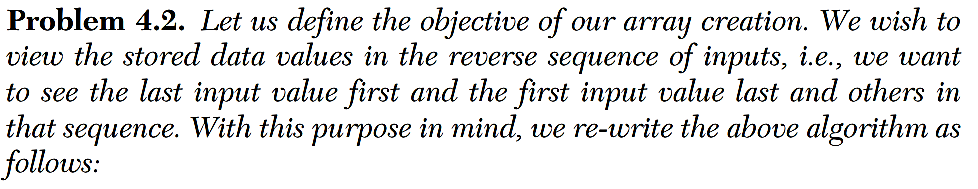 Problem 4.2. Let us define the objective of our array creation. We wish to
view the stored data values in the reverse sequence of inputs, i.e., we want
to see the last input value first and the first input value last and others in
that sequence. With this purpose in mind, we re-write the above algorithm as
follows: